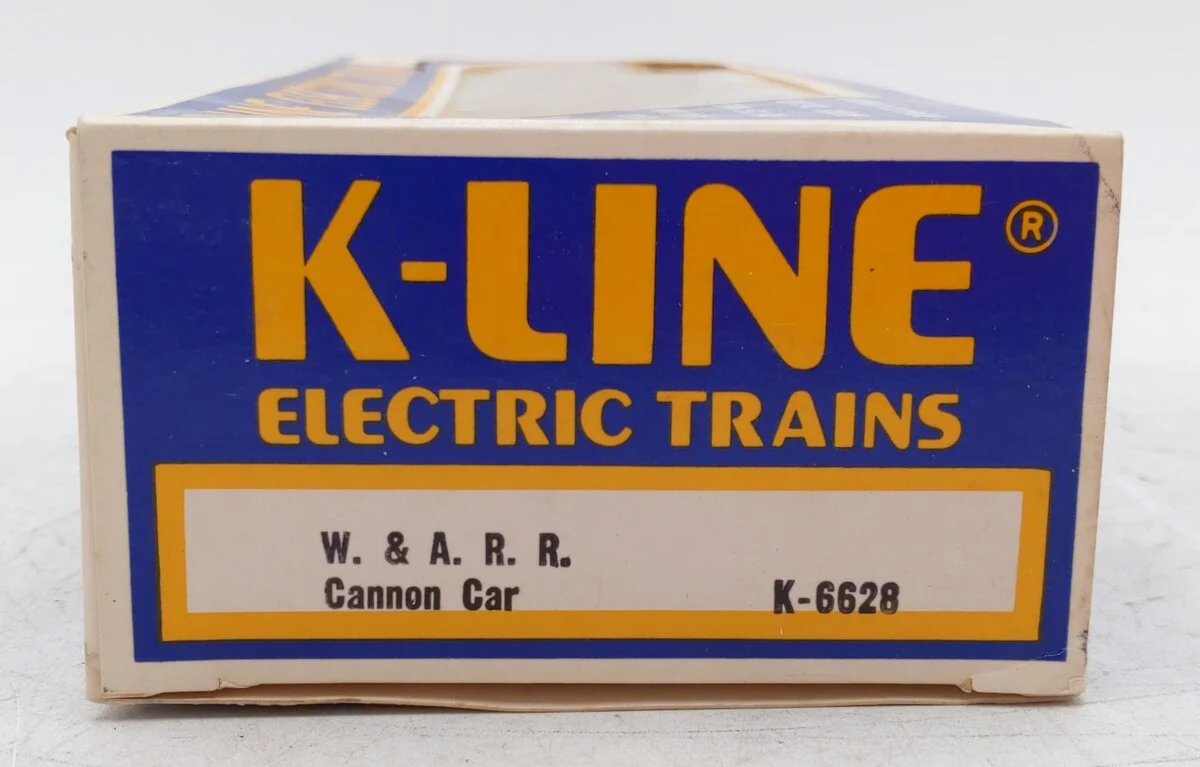 K-LINE®
ELECTRIC TRAINS
W. & A. R. R.
Cannon Car K-6628